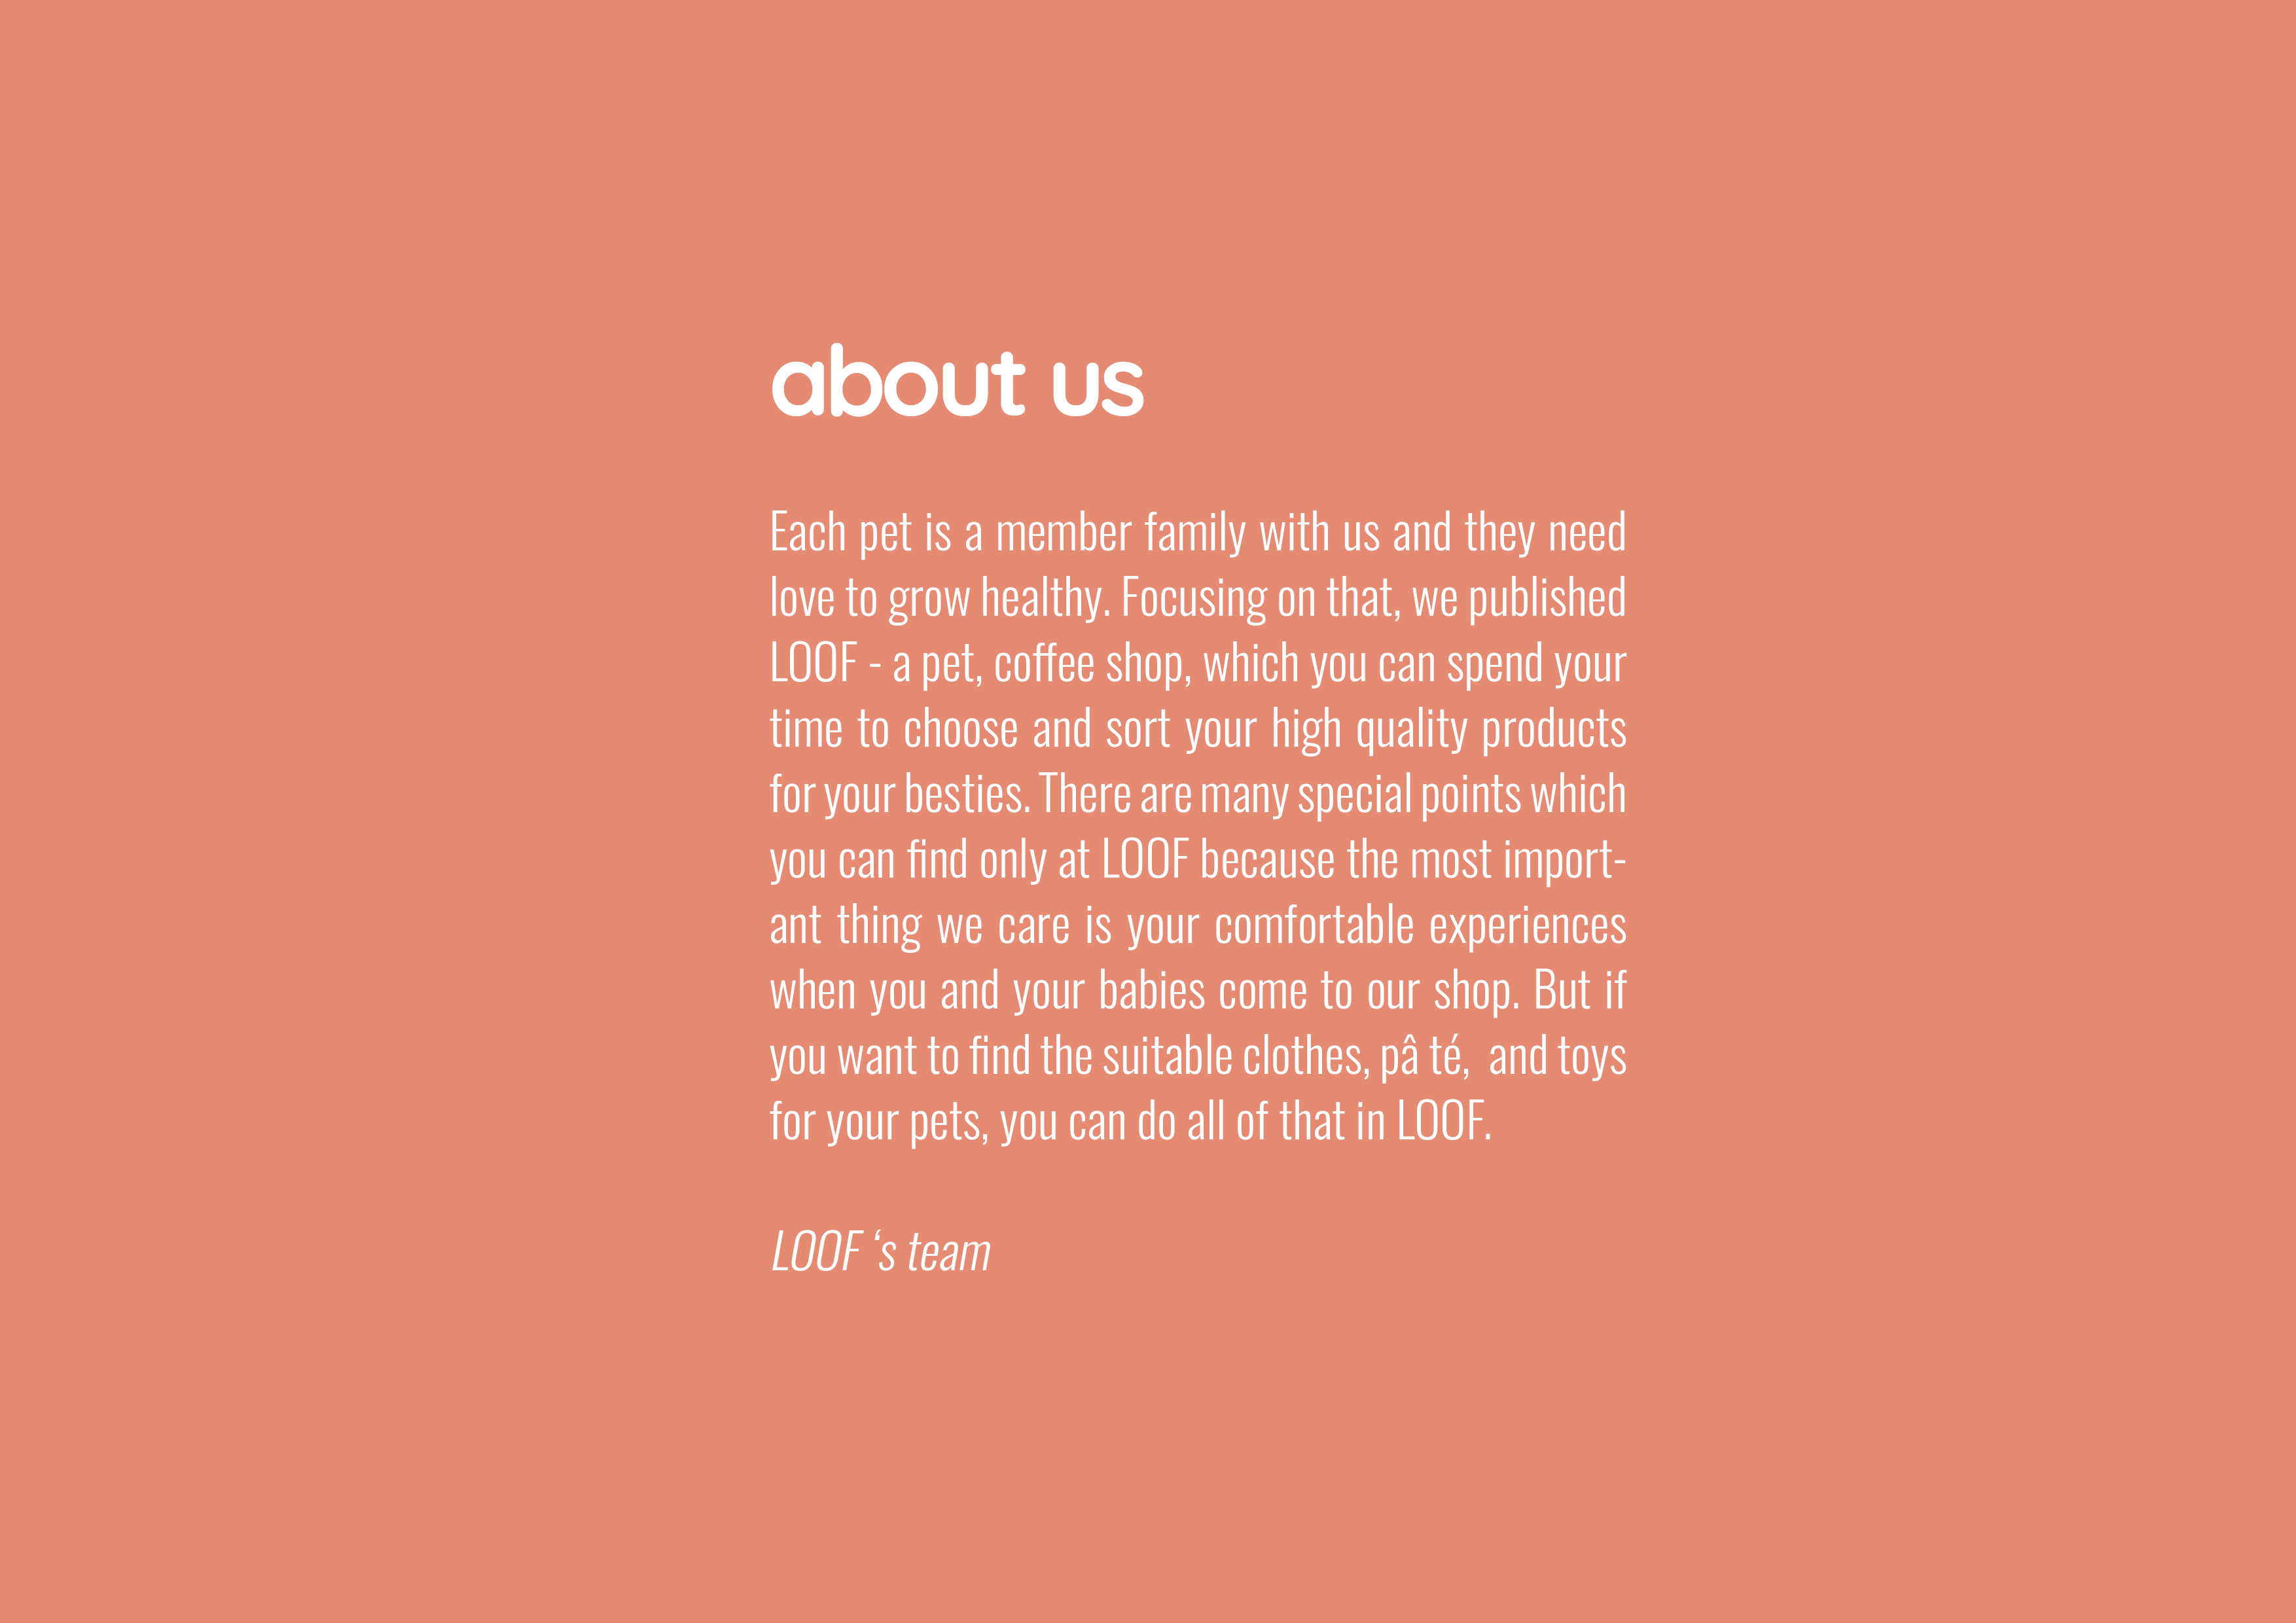 about us
Each pet is a member family with us and they need
love to grow healthy. Focusing on that, we published
LOOF - a pet, coffee shop, which you can spend your
time to choose and sort your high quality products
for your besties. There are many special points which
you can find only at LOOF because the most import-
ant thing we care is your comfortable experiences
when you and your babies come to our shop. But if
you want to find the suitable clothes, pâ té,  and toys
for your pets, you can do all of that in LOOF.
LOOF ‘s team